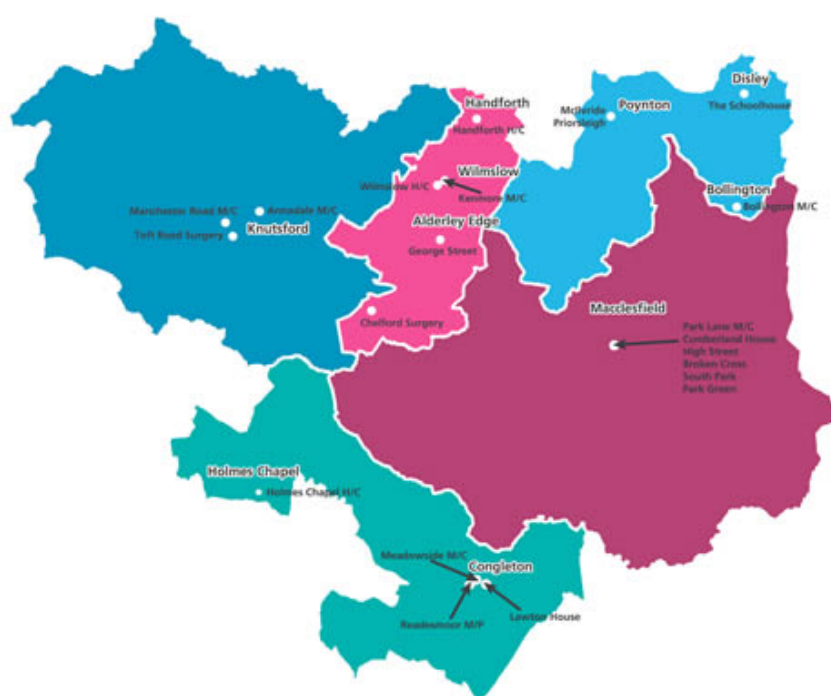 Disley
The Schoolhouse
Handforth
Handforth H/C
McIlvride
Priorsleigh
Poynton
Wilmslow
Wilmslow H/C
Kenmore M/C
Bollington
Bollington M/C
Manchester Road M/C
Annadale M/C
Toft Road Surgery
Knutsford
Alderley Edge
George Street
Chelford Surgery
Macclesfield
Park Lane M/C
Cumberland House
High Street
Broken Cross
South Park
Park Green
Holmes Chapel
Holmes Chapel H/C
Meadowside M/C
Congleton
Readesmoor M/P
Lawton House